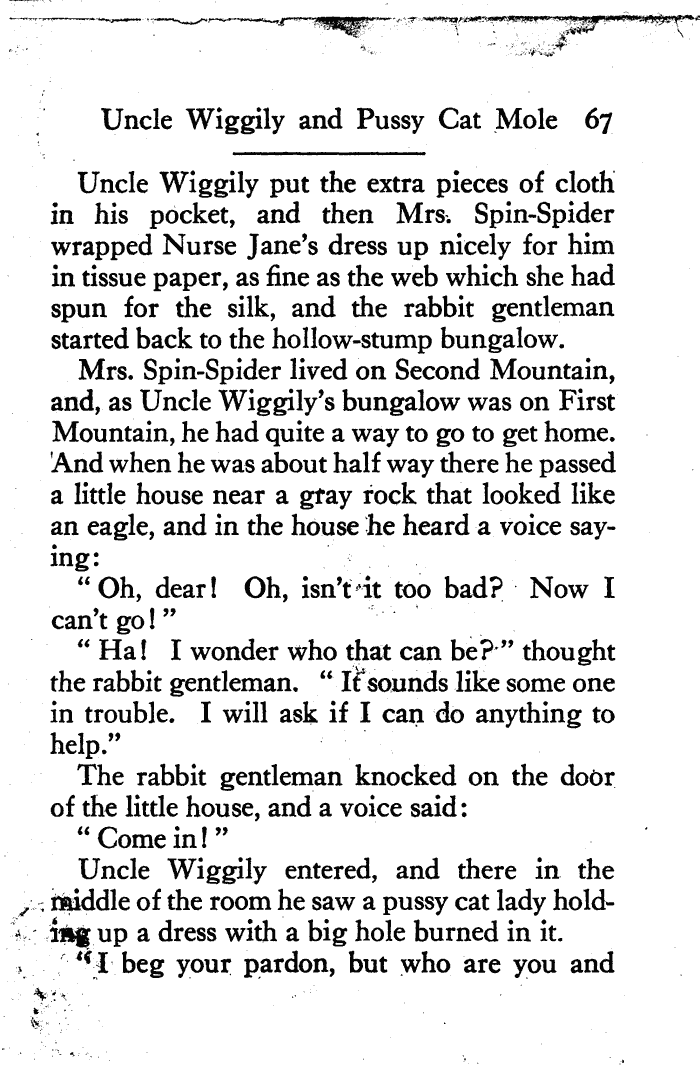 Uncle Wiggily and Pussy Cat Mole 67
Uncle Wiggily put the extra pieces of cloth
in his pocket, and then Mrs. Spin-Spider
wrapped Nurse Jane's dress up nicely for him
in tissue paper, as fine as the web which she had
spun for the silk, and the rabbit gentleman
started back to the hollow-stump bungalow.
Mrs. Spin-Spider lived on Second Mountain,
and, as Uncle Wiggily's bungalow was on First
Mountain, he had quite a way to go to get home.
And when he was about half way there he passed
a little house near a gray rock that looked like
an eagle, and in the house he heard a voice say-
ing:
“ Oh, dear! Oh, isn't it too bad? Now I
can't go! ”
“ Ha! I wonder who that can be? ” thought
the rabbit gentleman. “ It sounds like some one
in trouble. I will ask if I can do anything to
help.”
The rabbit gentleman knocked on the door
of the little house, and a voice said:
“ Come in! ”
Uncle Wiggily entered, and there in the
middle of the room he saw a pussy cat lady hold-
ing up a dress with a big hole burned in it.
“ I beg your pardon, but who are you and